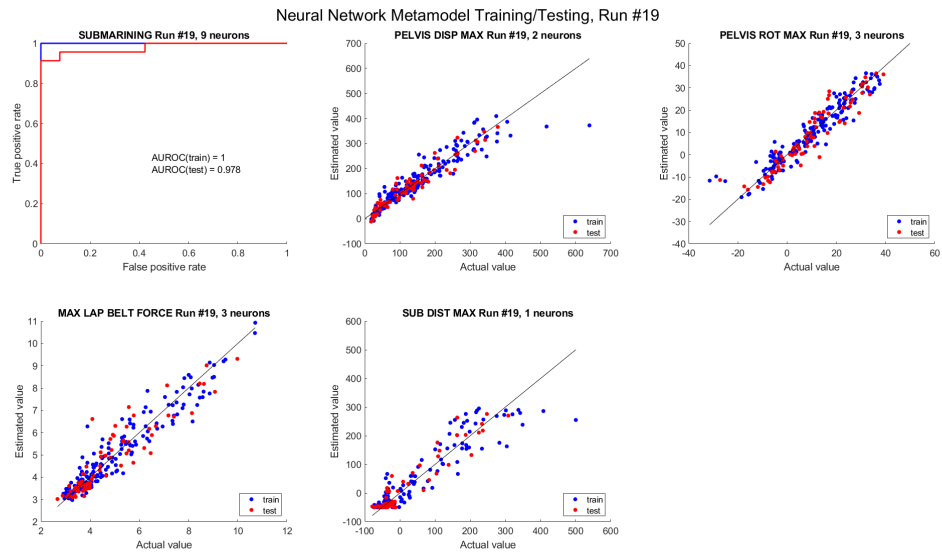 Neural Network Metamodel Training/Testing, Run #19
SUBMARINING Run #19, 9 neurons
True positive rate
1
0.8
0.6
0.4
0.2
0
AUROC(train) = 1
AUROC(test) = 0.978
0 0.2 0.4 0.6 0.8 1
False positive rate
PELVIS DISP MAX Run #19, 2 neurons
Estimated value
700
600
500
400
300
200
100
0
-100
train
test
0 100 200 300 400 500 600 700
Actual value
PELVIS ROT MAX Run #19, 3 neurons
Estimated value
50
40
30
20
10
0
-10
-20
-30
-40
train
test
-40 -20 0 20 40 60
Actual value
MAX LAP BELT FORCE Run #19, 3 neurons
Estimated value
11
10
9
8
7
6
5
4
3
2
train
test
2 4 6 8 10 12
Actual value
SUB DIST MAX Run #19, 1 neurons
Estimated value
600
500
400
300
200
100
0
-100
train
test
-100 0 100 200 300 400 500 600
Actual value